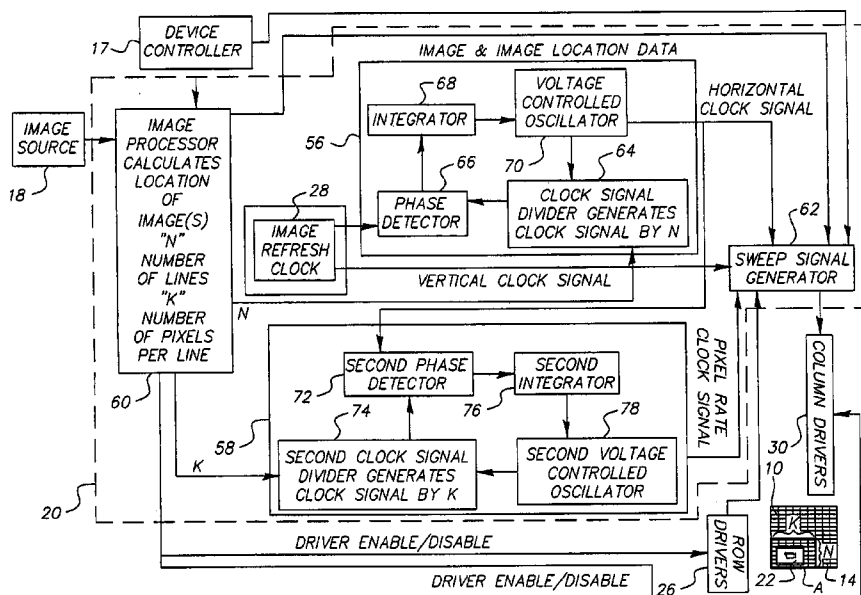 DEVICE
CONTROLLER
17
IMAGE & IMAGE LOCATION DATA
IMAGE
SOURCE
18
IMAGE
PROCESSOR
CALCULATES
LOCATION
OF
IMAGE(S)
"N"
NUMBER
OF LINES
"K"
NUMBER
OF PIXELS
PER LINE
60
68
INTEGRATOR
56
VOLTAGE
CONTROLLED
OSCILLATOR
70
64
HORIZONTAL
CLOCK SIGNAL
66
PHASE
DETECTOR
CLOCK SIGNAL
DIVIDER GENERATES
CLOCK SIGNAL BY N
28
IMAGE
REFRESH
CLOCK
62
SWEEP SIGNAL
GENERATOR
VERTICAL CLOCK SIGNAL
N
SECOND PHASE
DETECTOR
72
SECOND
INTEGRATOR
76
PIXEL RATE
CLOCK SIGNAL
74
78
58
SECOND CLOCK SIGNAL
DIVIDER GENERATES
CLOCK SIGNAL BY K
SECOND VOLTAGE
CONTROLLED
OSCILLATOR
K
COLUMN DRIVERS
30
20
10
K
N
DRIVER ENABLE/DISABLE
ROW
DRIVERS
DRIVER ENABLE/DISABLE
26
22
A
14